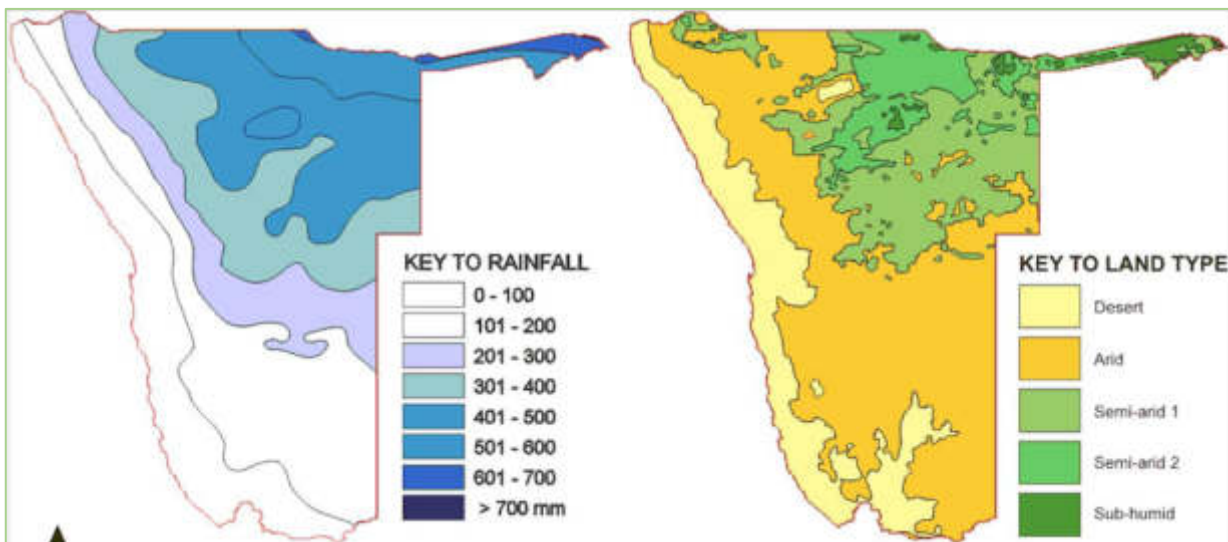 KEY TO RAINFALL
0 - 100
101 - 200
201 - 300
301 - 400
401 - 500
501 - 600
601 - 700
> 700 mm
KEY TO LAND TYPE
Desert
Arid
Semi-arid 1
Semi-arid 2
Sub-humid